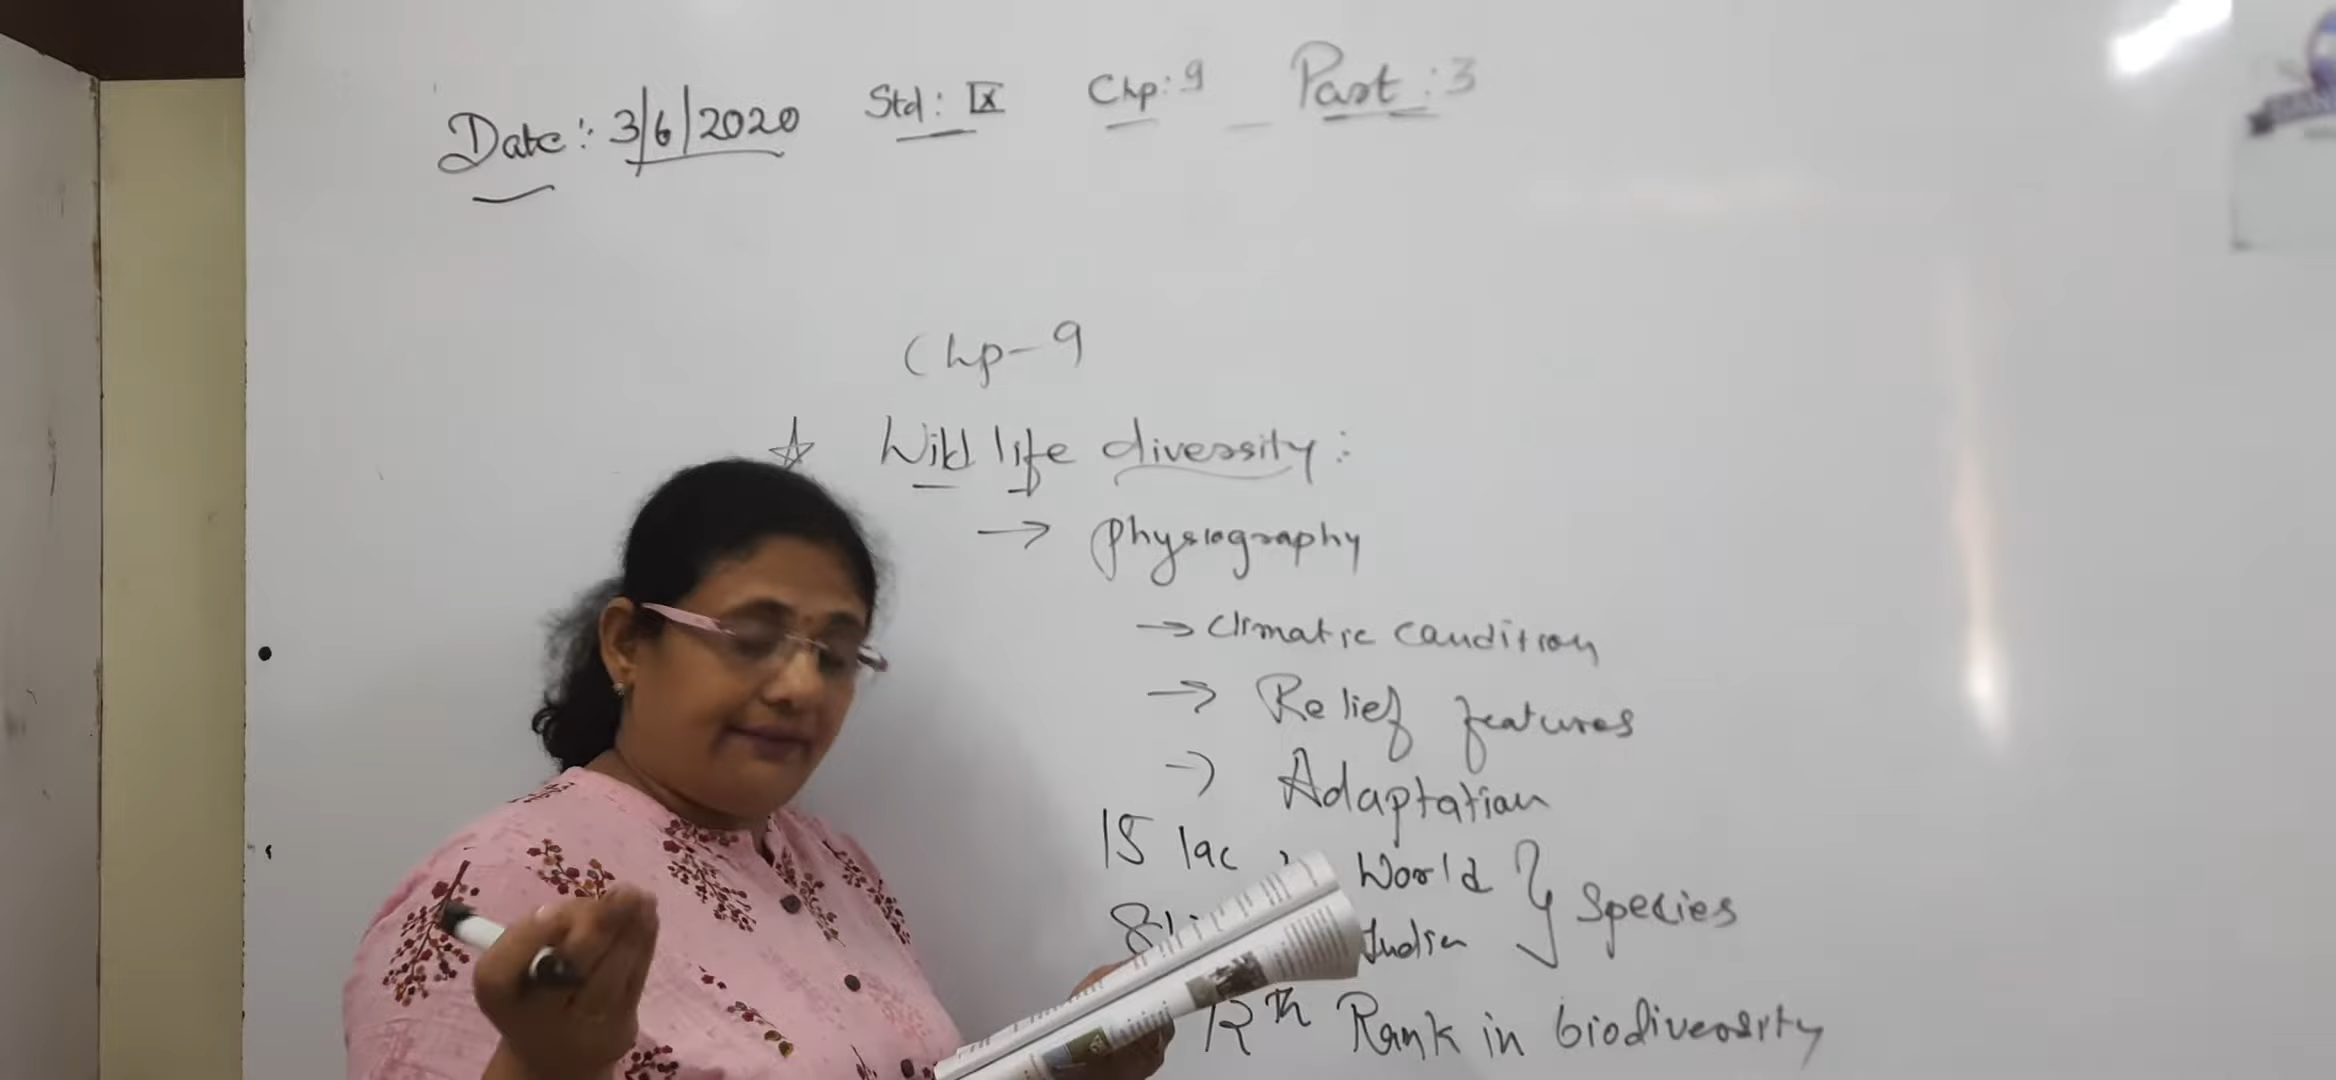 Date: 3/6/2020 Std: IX Chp: 9 Part: 3
Chp-9
☆ Wild life diversity:
→ Physiography
→ climatic condition
→ Relief features
→ Adaptation
15 lac World } Species
India
12th Rank in biodiversity